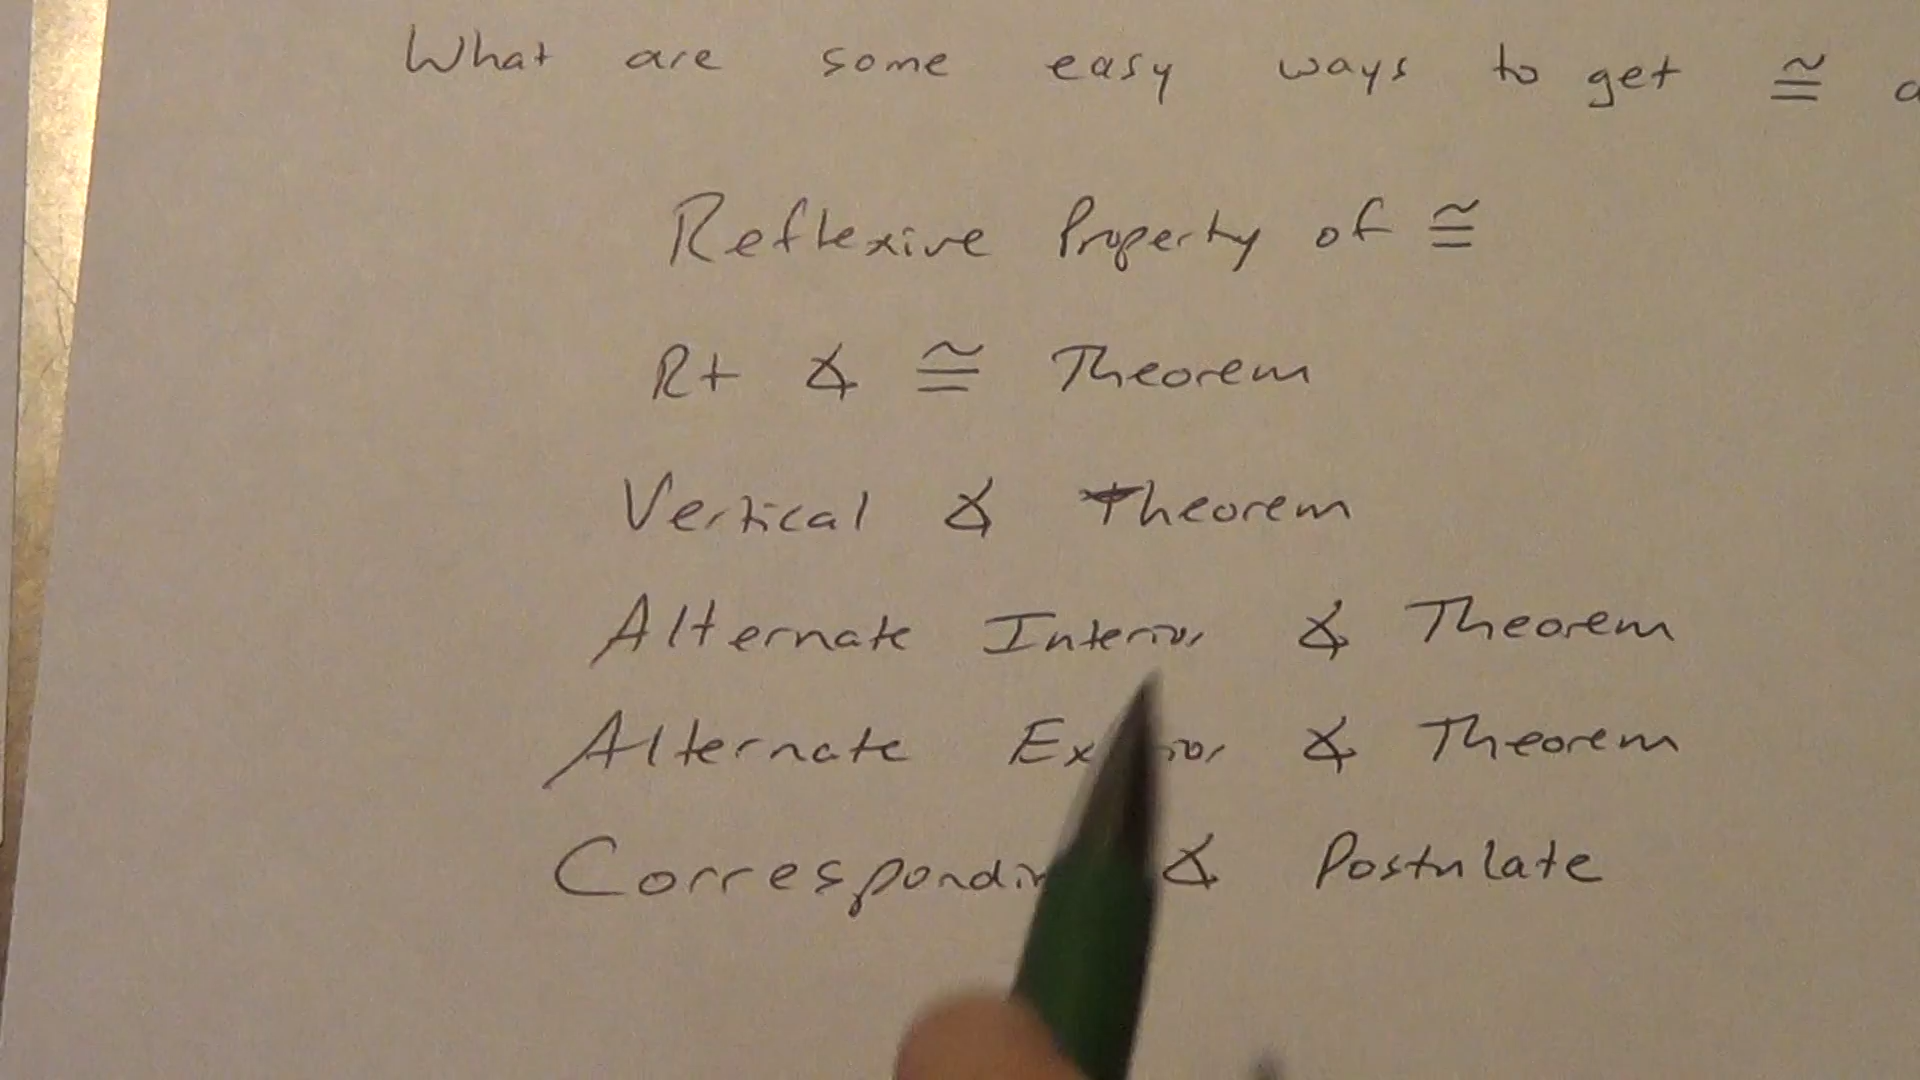 What are some easy ways to get ≅
Reflexive Property of ≅
Rt ∡ ≅ Theorem
Vertical ∡ Theorem
Alternate Interior ∡ Theorem
Alternate ∡ Theorem
∡ Postulate